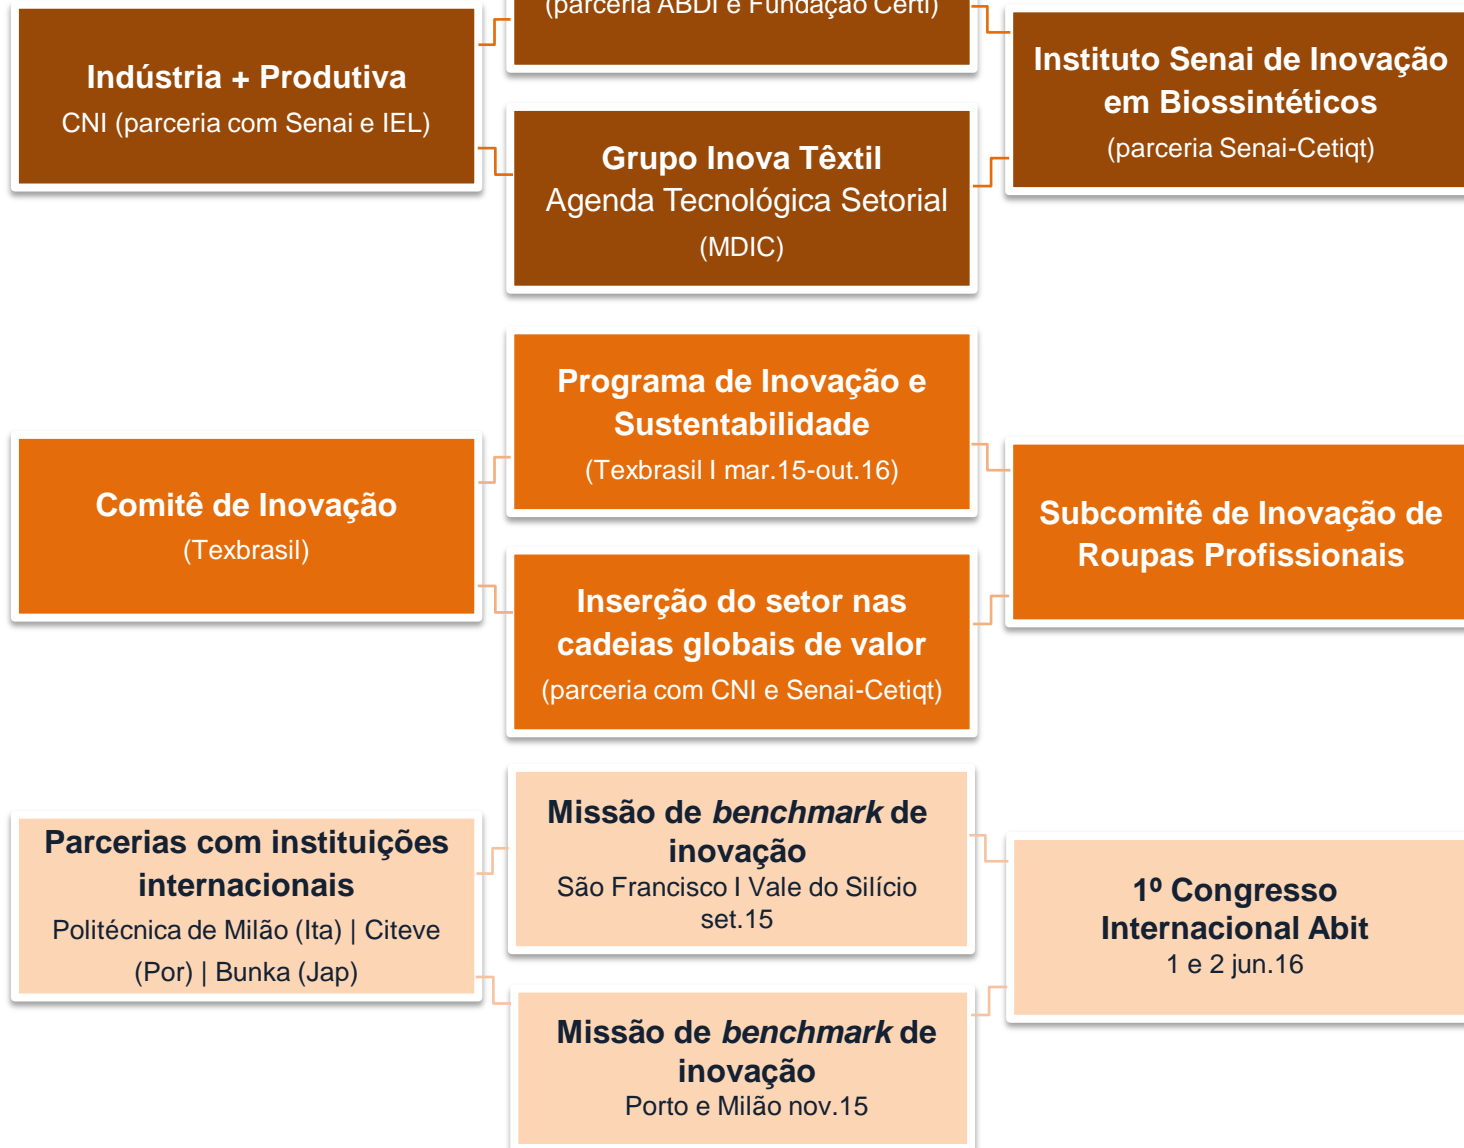 (parceria ABDI e Fundação Certi)
Indústria + Produtiva
CNI (parceria com Senai e IEL)
Instituto Senai de Inovação
em Biossintéticos
(parceria Senai-Cetiqt)
Grupo Inova Têxtil
Agenda Tecnológica Setorial
(MDIC)
Programa de Inovação e
Sustentabilidade
(Texbrasil I mar.15-out.16)
Comitê de Inovação
(Texbrasil)
Subcomitê de Inovação de
Roupas Profissionais
Inserção do setor nas
cadeias globais de valor
(parceria com CNI e Senai-Cetiqt)
Parcerias com instituições
internacionais
Politécnica de Milão (Ita) | Citeve
(Por) | Bunka (Jap)
Missão de benchmark de
inovação
São Francisco I Vale do Silício
set.15
1º Congresso
Internacional Abit
1 e 2 jun.16
Missão de benchmark de
inovação
Porto e Milão nov.15